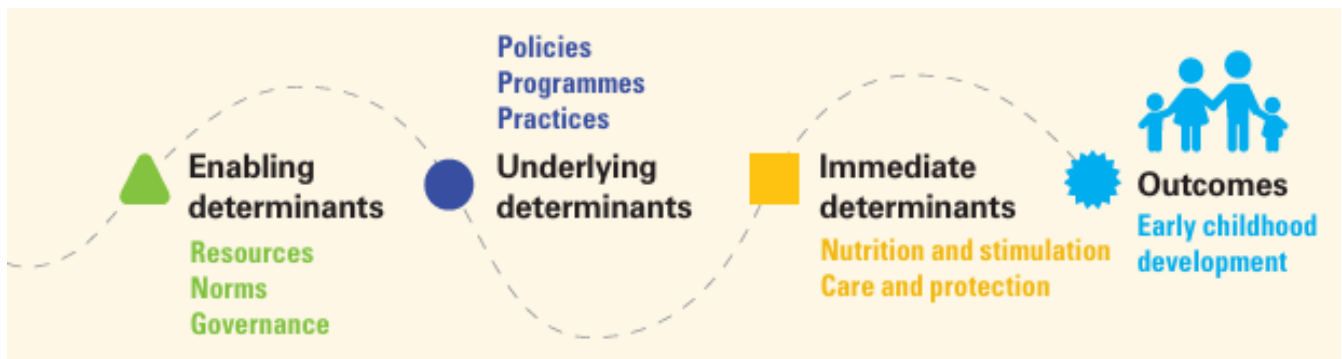 Enabling
determinants
Resources
Norms
Governance
Policies
Programmes
Practices
Underlying
determinants
Immediate
determinants
Nutrition and stimulation
Care and protection
Outcomes
Early childhood
development